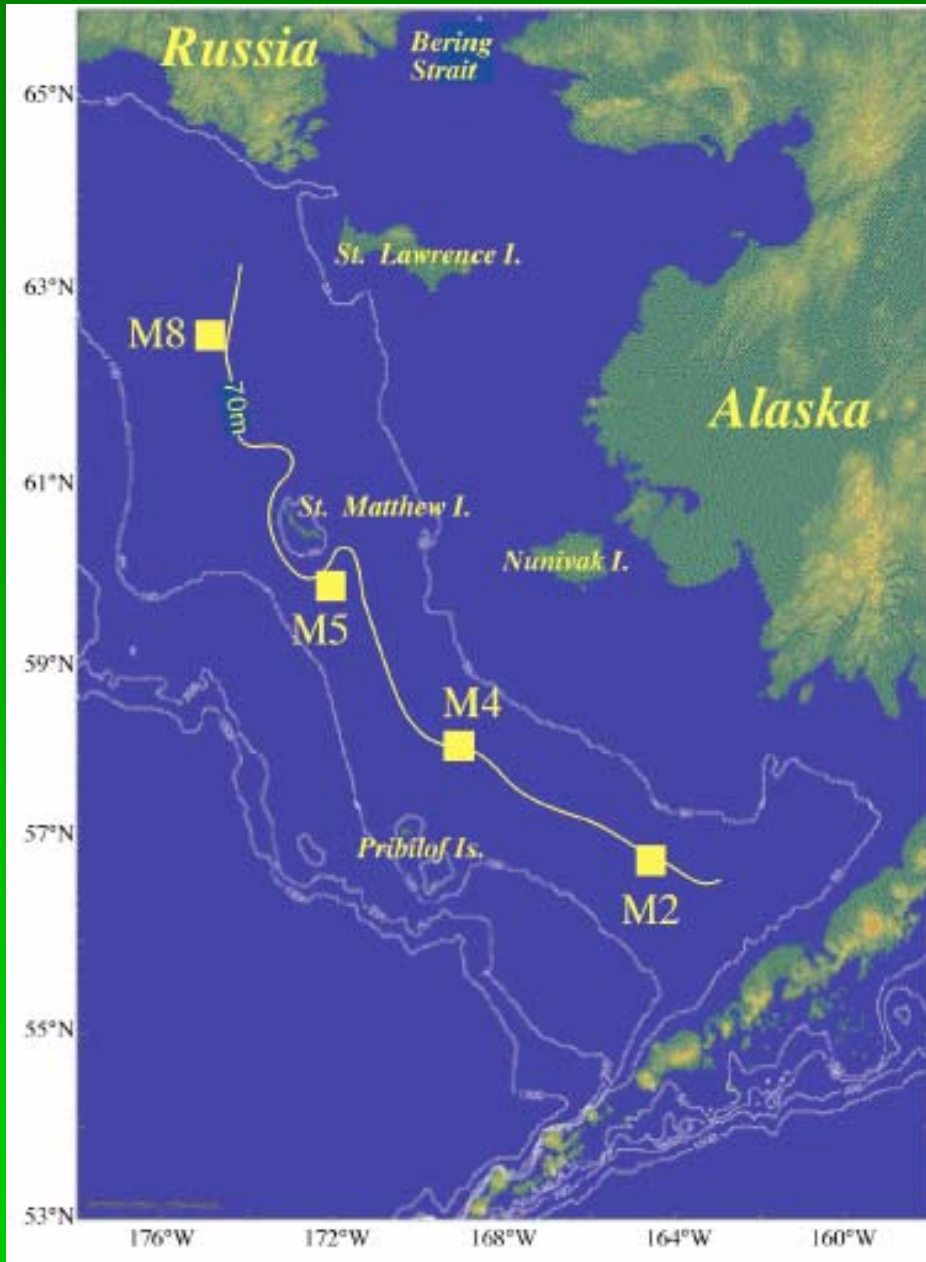 Russia
Bering
Strait
65°N
St. Lawrence I.
63°N
M8
70m
Alaska
61°N
St. Matthew I.
Nunivak I.
M5
59°N
M4
57°N
Pribilof Is.
M2
55°N
53°N
176°W 172°W 168°W 164°W 160°W